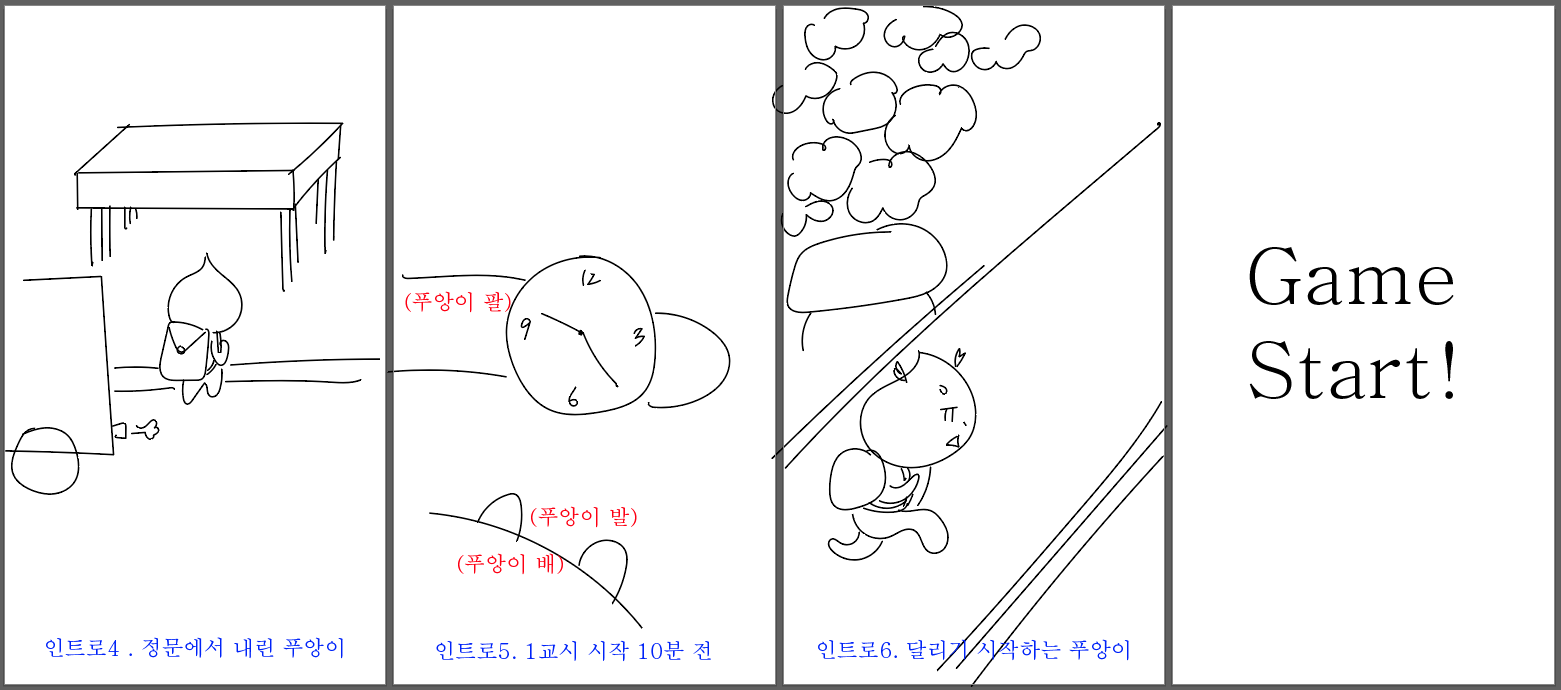 인트로4 . 정문에서 내린 푸앙이
12
3
6
9
(푸앙이 팔)
(푸앙이 발)
(푸앙이 배)
인트로5. 1교시 시작 10분 전
인트로6. 달리기 시작하는 푸앙이
Game
Start!